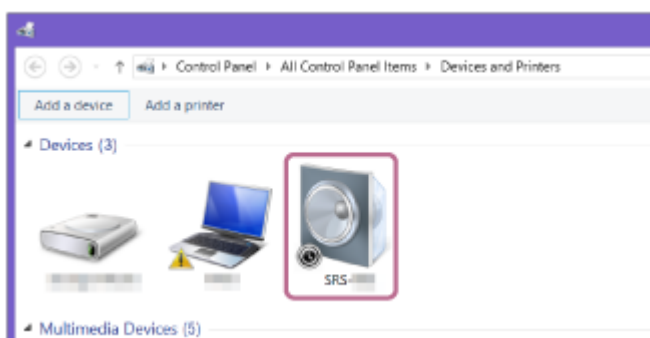 Control Panel ▸ All Control Panel Items ▸ Devices and Printers
Add a device Add a printer
Devices (3)
SRS-
Multimedia Devices (5)